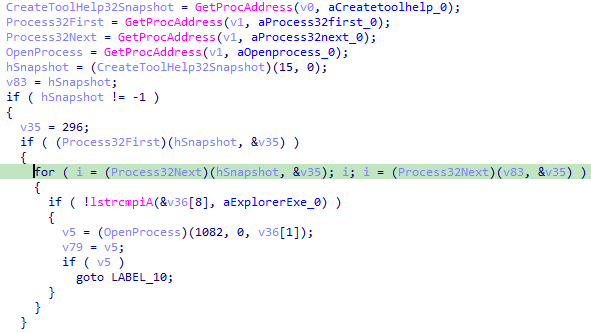 CreateToolHelp32Snapshot = GetProcAddress(v0, aCreatetoolhelp_0);
Process32First = GetProcAddress(v1, aProcess32first_0);
Process32Next = GetProcAddress(v1, aProcess32next_0);
OpenProcess = GetProcAddress(v1, aOpenprocess_0);
hSnapshot = (CreateToolHelp32Snapshot)(15, 0);
v83 = hSnapshot;
if ( hSnapshot != -1 )
{
v35 = 296;
if ( (Process32First)(hSnapshot, &v35) )
{
for ( i = (Process32Next)(hSnapshot, &v35); i; i = (Process32Next)(v83, &v35) )
{
if ( !lstrcmpiA(&v36[8], aExplorerExe_0) )
{
v5 = (OpenProcess)(1082, 0, v36[1]);
v79 = v5;
if ( v5 )
goto LABEL_10;
}
}
}